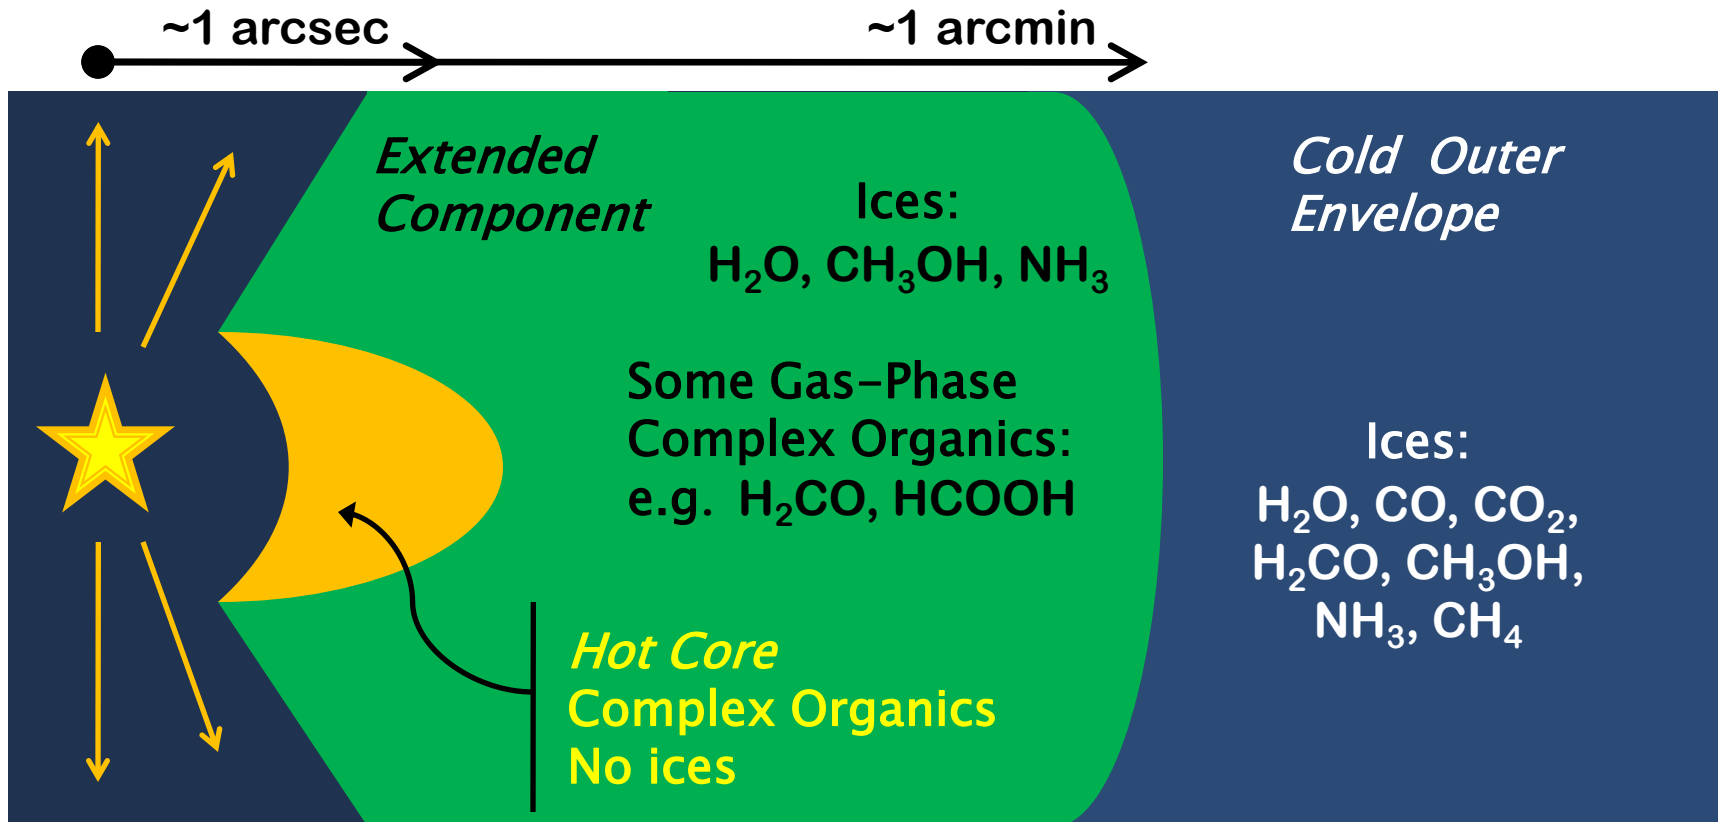 ~1 arcsec
~1 arcmin
Extended
Component
Ices:
H₂O, CH₃OH, NH₃
Some Gas-Phase
Complex Organics:
e.g. H₂CO, HCOOH
Hot Core
Complex Organics
No ices
Cold Outer
Envelope
Ices:
H₂O, CO, CO₂,
H₂CO, CH₃OH,
NH₃, CH₄